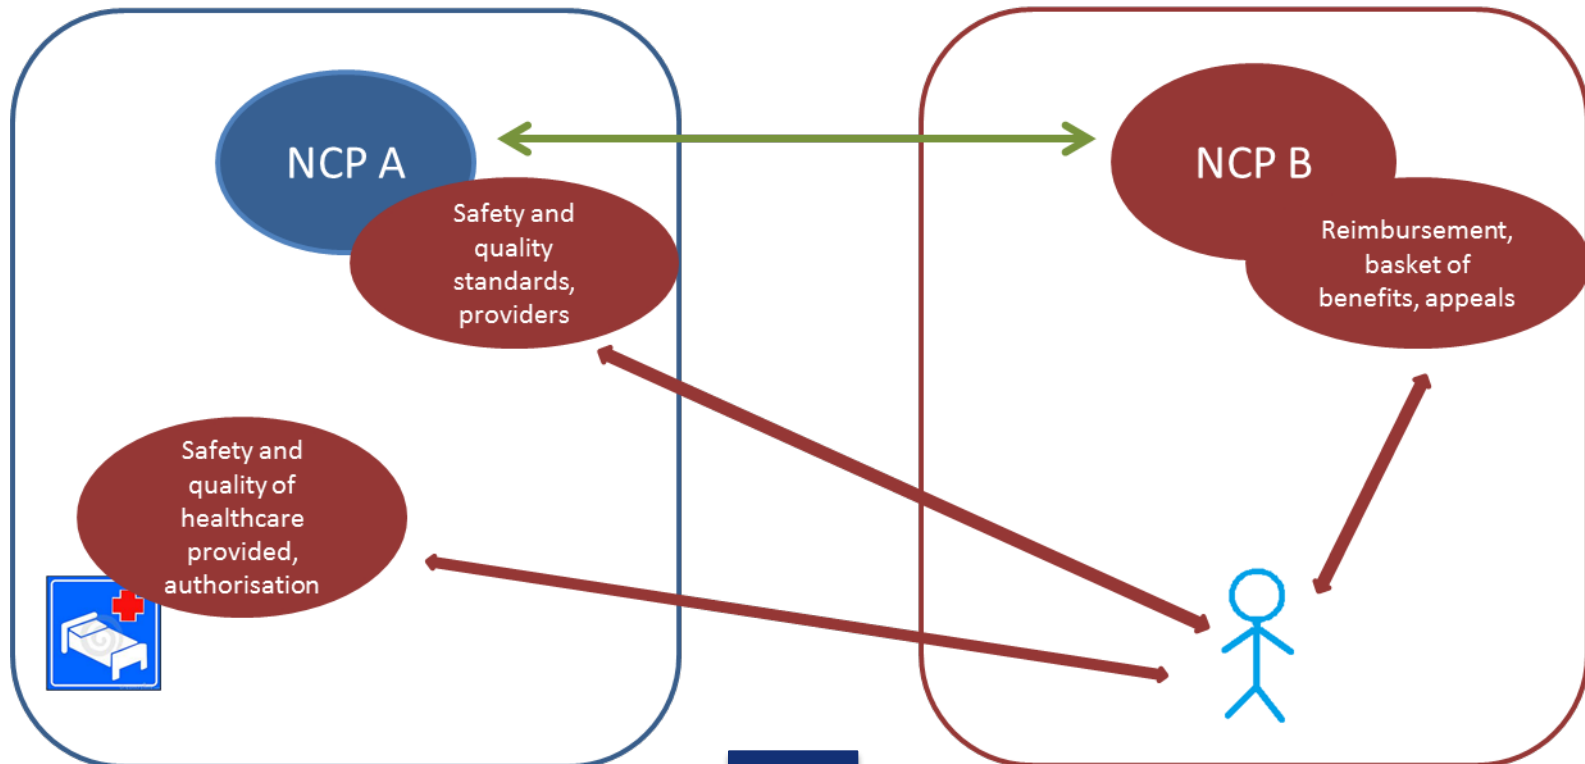 NCP A
Safety and
quality
standards,
providers
Safety and
quality of
healthcare
provided,
authorisation
NCP B
Reimbursement,
basket of
benefits, appeals